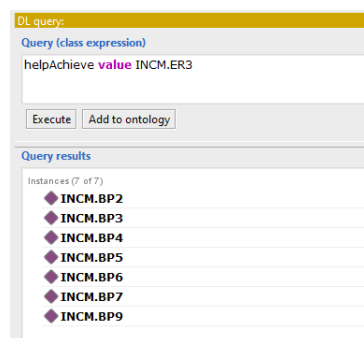 DL query:
Query (class expression)
helpAchieve value INCM.ER3
Execute Add to ontology
Query results
Instances (7 of 7)
INCM.BP2
INCM.BP3
INCM.BP4
INCM.BP5
INCM.BP6
INCM.BP7
INCM.BP9